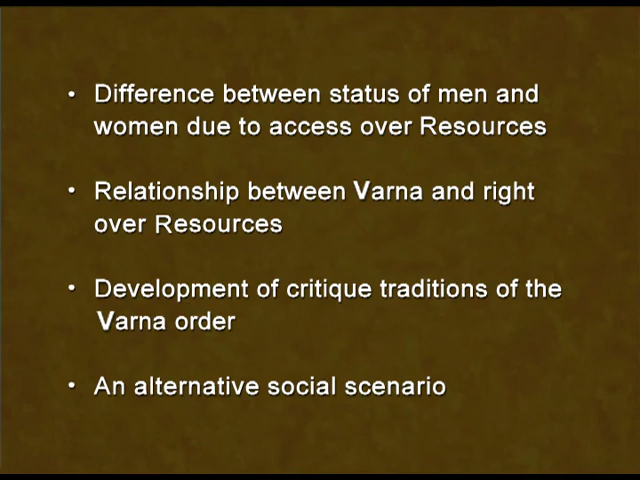 • Difference between status of men and
women due to access over Resources
• Relationship between Varna and right
over Resources
• Development of critique traditions of the
Varna order
• An alternative social scenario